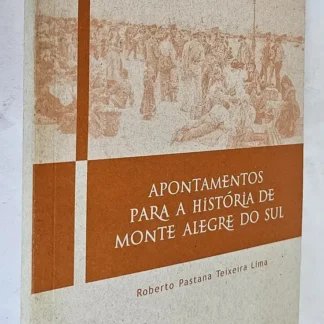 APONTAMENTOS
PARA A HISTÓRIA DE
MONTE ALEGRE DO SUL
Roberto Pastana Teixeira Lima